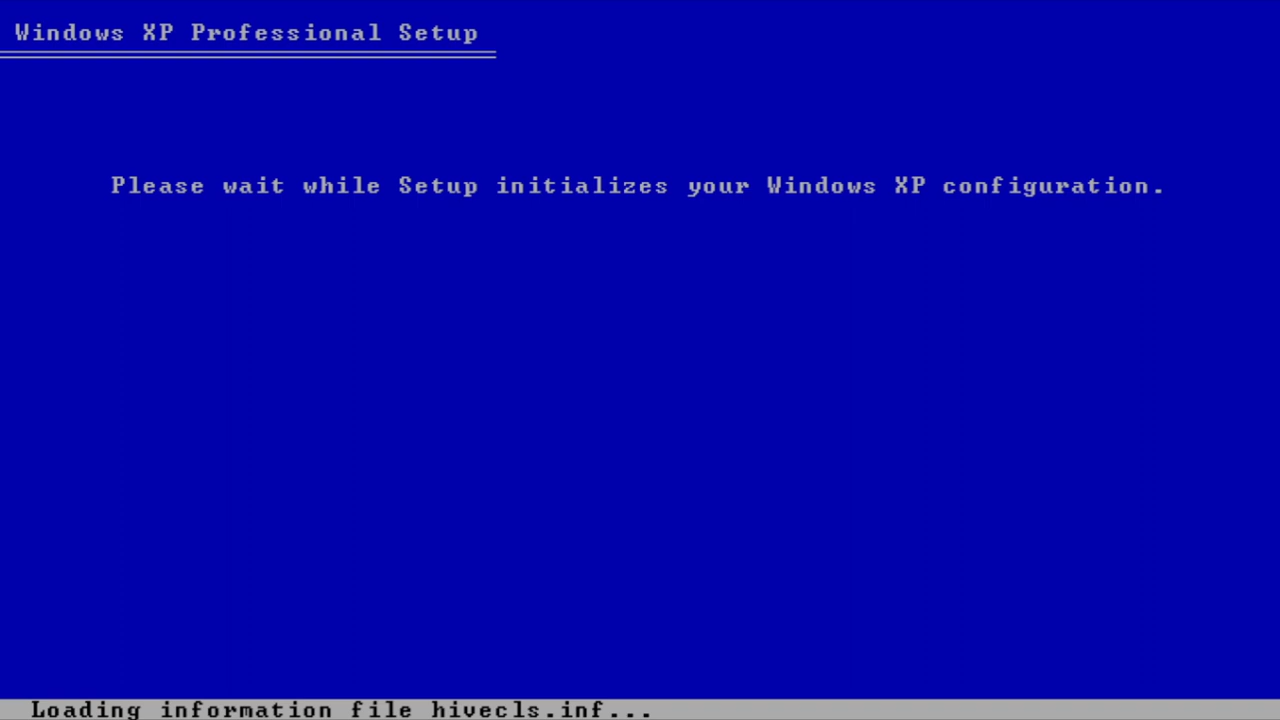 Windows XP Professional Setup
Please wait while Setup initializes your Windows XP configuration.
Loading information file hivecls.inf...